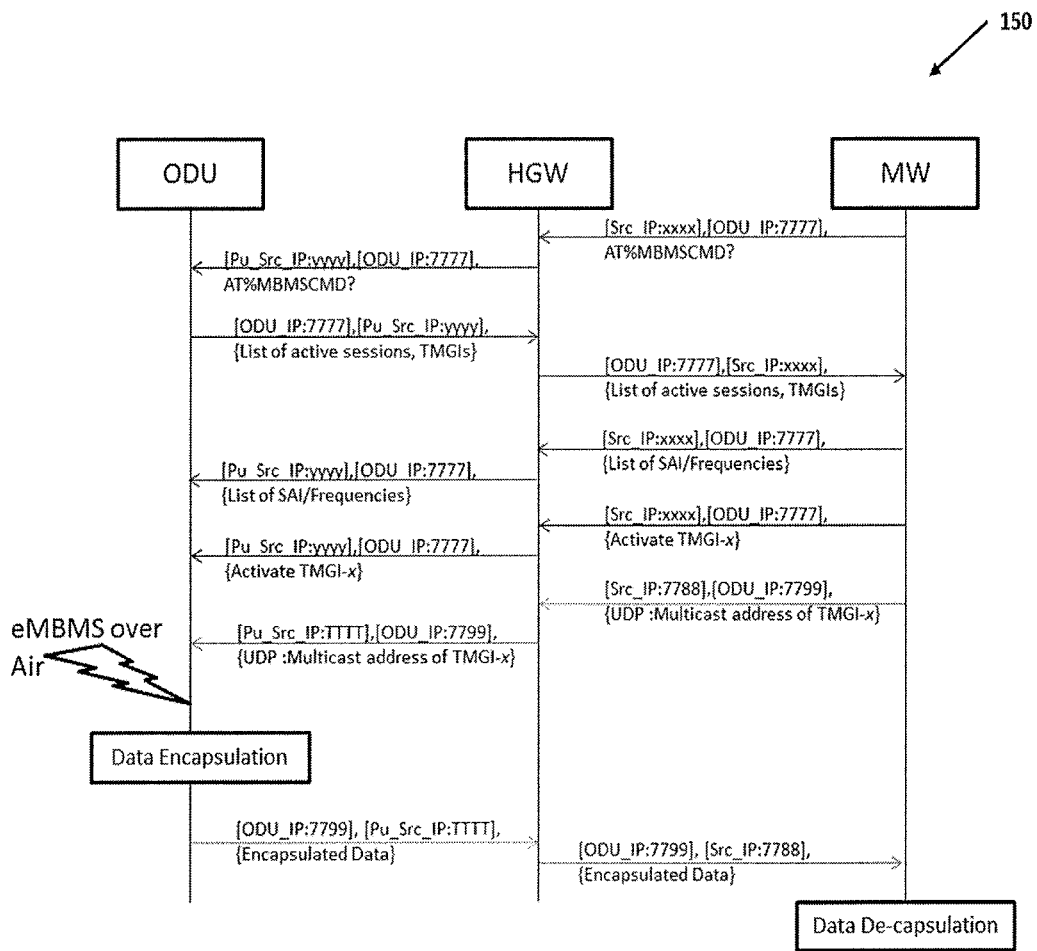 150
ODU
HGW
MW
[Src_IP:xxxx],[ODU_IP:7777],
AT%MBMSCMD?
[Pu_Src_IP:yyyy],[ODU_IP:7777],
AT%MBMSCMD?
[ODU_IP:7777],[Pu_Src_IP:yyyy],
{List of active sessions, TMGIs}
[ODU_IP:7777],[Src_IP:xxxx],
{List of active sessions, TMGIs}
[Src_IP:xxxx],[ODU_IP:7777],
{List of SAI/Frequencies}
[Pu_Src_IP:yyyy],[ODU_IP:7777],
{List of SAI/Frequencies}
[Src_IP:xxxx],[ODU_IP:7777],
{Activate TMGI-x}
[Pu_Src_IP:yyyy],[ODU_IP:7777],
{Activate TMGI-x}
[Src_IP:7788],[ODU_IP:7799],
{UDP :Multicast address of TMGI-x}
[Pu_Src_IP:TTTT],[ODU_IP:7799],
{UDP :Multicast address of TMGI-x}
eMBMS over
Air
Data Encapsulation
[ODU_IP:7799], [Pu_Src_IP:TTTT],
{Encapsulated Data}
[ODU_IP:7799], [Src_IP:7788],
{Encapsulated Data}
Data De-capsulation